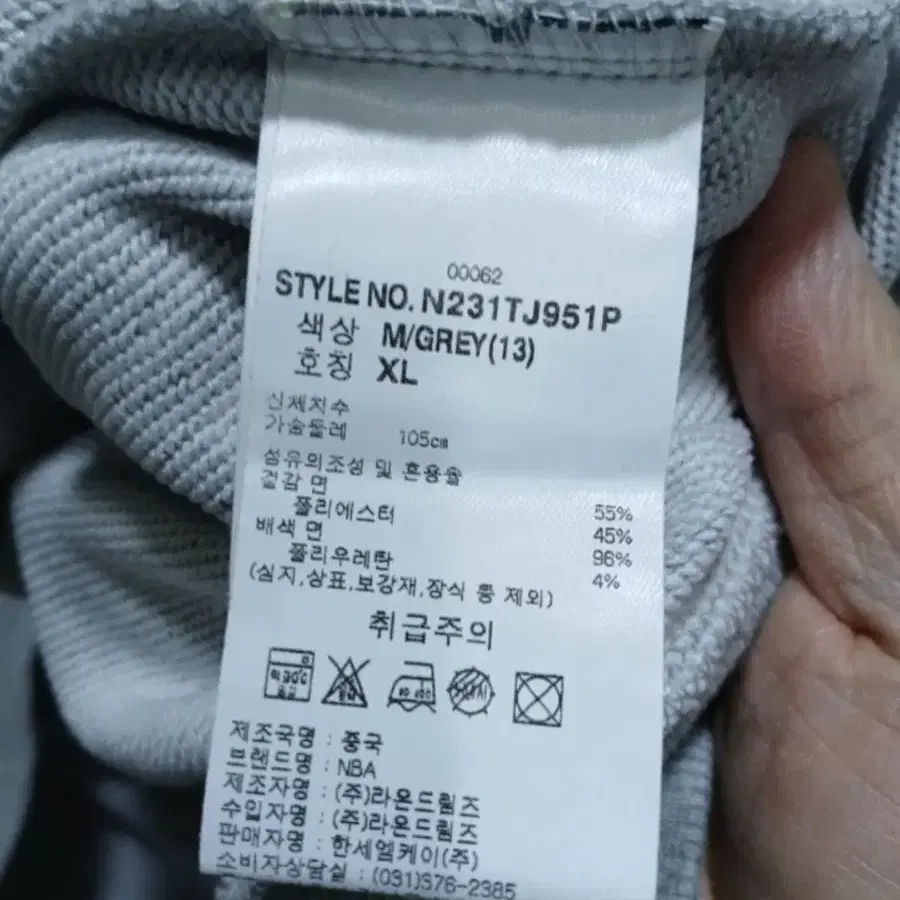 00062
STYLE NO. N231TJ951P
색상 M/GREY(13)
호칭 XL
신체치수
가슴둘레 105cm
섬유의조성 및 혼용율
겉감 면 55%
폴리에스터 45%
배색 면 96%
폴리우레탄 4%
(심지,상표,보강재,장식 등 제외)
취급주의
제조국명 : 중국
브랜드명 : NBA
제조자명 : (주)라온드림즈
수입자명 : (주)라온드림즈
판매자명 : 한세엠케이(주)
소비자상담실 : (031)376-2385